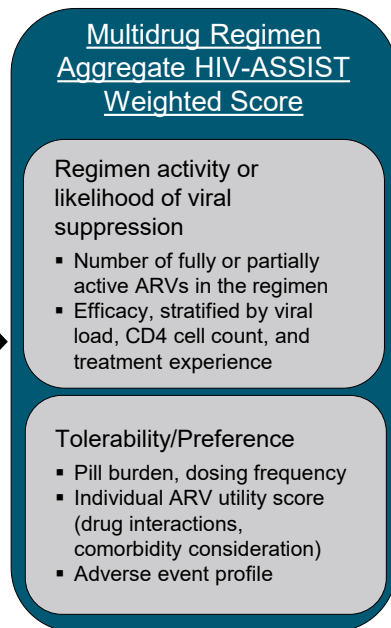 Multidrug Regimen
Aggregate HIV-ASSIST
Weighted Score
Regimen activity or
likelihood of viral
suppression
▪ Number of fully or partially
active ARVs in the regimen
▪ Efficacy, stratified by viral
load, CD4 cell count, and
treatment experience
Tolerability/Preference
▪ Pill burden, dosing frequency
▪ Individual ARV utility score
(drug interactions,
comorbidity consideration)
▪ Adverse event profile